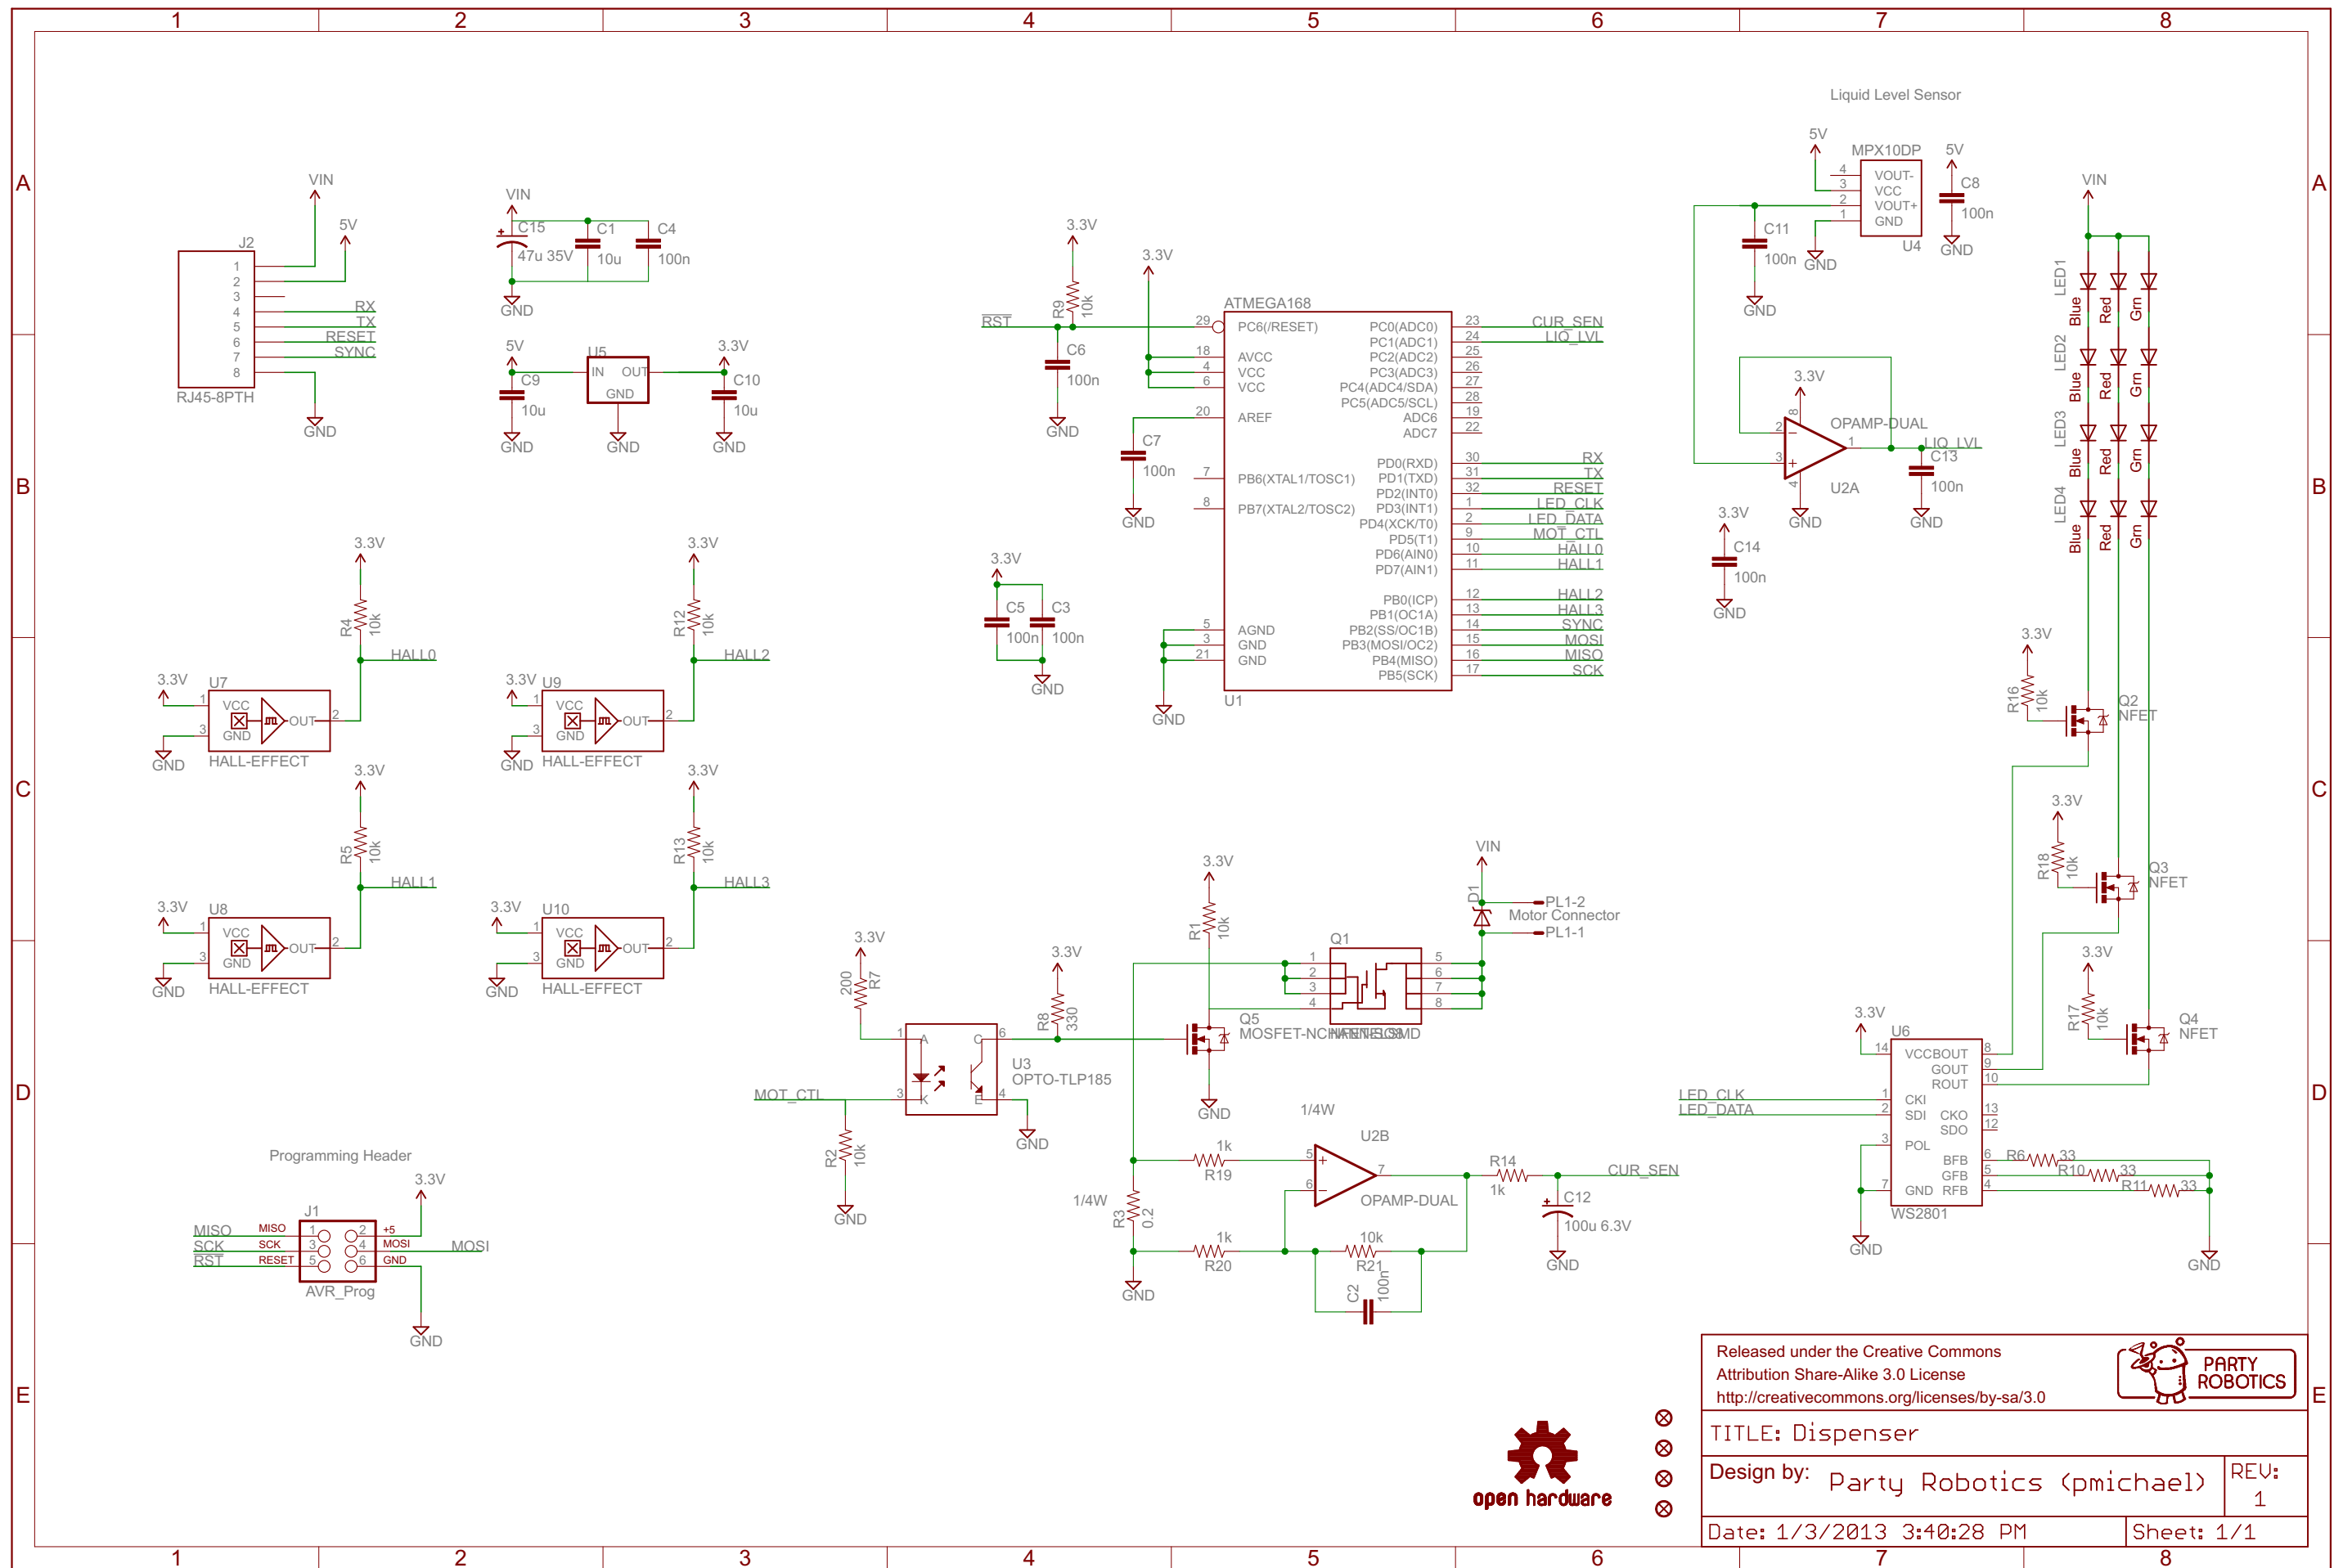 1 2 3 4 5 6 7 8
A
B
C
D
E
A
B
C
D
E
VIN
5V
J2
1
2
3
4
5
6
7
8
RX
TX
RESET
SYNC
RJ45-8PTH
GND
VIN
C15
47u 35V
C1
10u
C4
100n
GND
5V
C9
10u
GND
U5
IN OUT
GND
GND
3.3V
C10
10u
GND
3.3V
R9
10k
RST
C6
100n
GND
3.3V
C7
100n
GND
3.3V
C5
100n
C3
100n
GND
ATMEGA168
29 PC6(/RESET)
18 AVCC
4 VCC
6 VCC
20 AREF
7 PB6(XTAL1/TOSC1)
8 PB7(XTAL2/TOSC2)
5 AGND
3 GND
21 GND
U1
GND
PC0(ADC0) 23 CUR_SEN
PC1(ADC1) 24 LIQ_LVL
PC2(ADC2) 25
PC3(ADC3) 26
PC4(ADC4/SDA) 27
PC5(ADC5/SCL) 28
ADC6 19
ADC7 22
PD0(RXD) 30 RX
PD1(TXD) 31 TX
PD2(INT0) 32 RESET
PD3(INT1) 1 LED_CLK
PD4(XCK/T0) 2 LED_DATA
PD5(T1) 9 MOT_CTL
PD6(AIN0) 10 HALL0
PD7(AIN1) 11 HALL1
PB0(ICP) 12 HALL2
PB1(OC1A) 13 HALL3
PB2(SS/OC1B) 14 SYNC
PB3(MOSI/OC2) 15 MOSI
PB4(MISO) 16 MISO
PB5(SCK) 17 SCK
Liquid Level Sensor
5V
MPX10DP
4 VOUT-
3 VCC
2 VOUT+
1 GND
U4
GND
5V
C8
100n
GND
C11
100n
GND
3.3V
8
2
3
4
1
OPAMP-DUAL
U2A
GND
LIQ_LVL
C13
100n
GND
3.3V
C14
100n
GND
VIN
LED1
Blue Red Grn
LED2
Blue Red Grn
LED3
Blue Red Grn
LED4
Blue Red Grn
3.3V
R16
10k
Q2
NFET
3.3V
R18
10k
Q3
NFET
3.3V
R17
10k
Q4
NFET
3.3V
R4
10k
HALL0
3.3V
U7
1 VCC
OUT 2
3 GND
GND
HALL-EFFECT
3.3V
R12
10k
HALL2
3.3V
U9
1 VCC
OUT 2
3 GND
GND
HALL-EFFECT
3.3V
R5
10k
HALL1
3.3V
U8
1 VCC
OUT 2
3 GND
GND
HALL-EFFECT
3.3V
R13
10k
HALL3
3.3V
U10
1 VCC
OUT 2
3 GND
GND
HALL-EFFECT
3.3V
200
R7
MOT_CTL
R2
10k
GND
1 A
3 K
C 6
E 4
U3
OPTO-TLP185
GND
3.3V
R8
330
3.3V
R1
10k
Q5
MOSFET-NCHANNELSMD
GND
Q1
1
2
3
4
5
6
7
8
VIN
D1
PL1-2
Motor Connector
PL1-1
1/4W
1k
R19
1/4W
R3
0.2
GND
1k
R20
5
6
7
U2B
OPAMP-DUAL
10k
R21
C2
100n
R14
1k
CUR_SEN
C12
100u 6.3V
GND
LED_CLK
LED_DATA
3.3V
U6
14 VCC
BOUT 8
GOUT 9
ROUT 10
1 CKI
2 SDI
CKO 13
SDO 12
3 POL
BFB 6
GFB 5
7 GND
RFB 4
WS2801
GND
R6 33
R10 33
R11 33
GND
Programming Header
3.3V
J1
MISO MISO 1 2 +5
SCK SCK 3 4 MOSI MOSI
RST RESET 5 6 GND
AVR_Prog
GND
open hardware
Released under the Creative Commons
Attribution Share-Alike 3.0 License
http://creativecommons.org/licenses/by-sa/3.0
PARTY
ROBOTICS
TITLE: Dispenser
Design by: Party Robotics (pmichael)
REV:
1
Date: 1/3/2013 3:40:28 PM
Sheet: 1/1
1 2 3 4 5 6 7 8